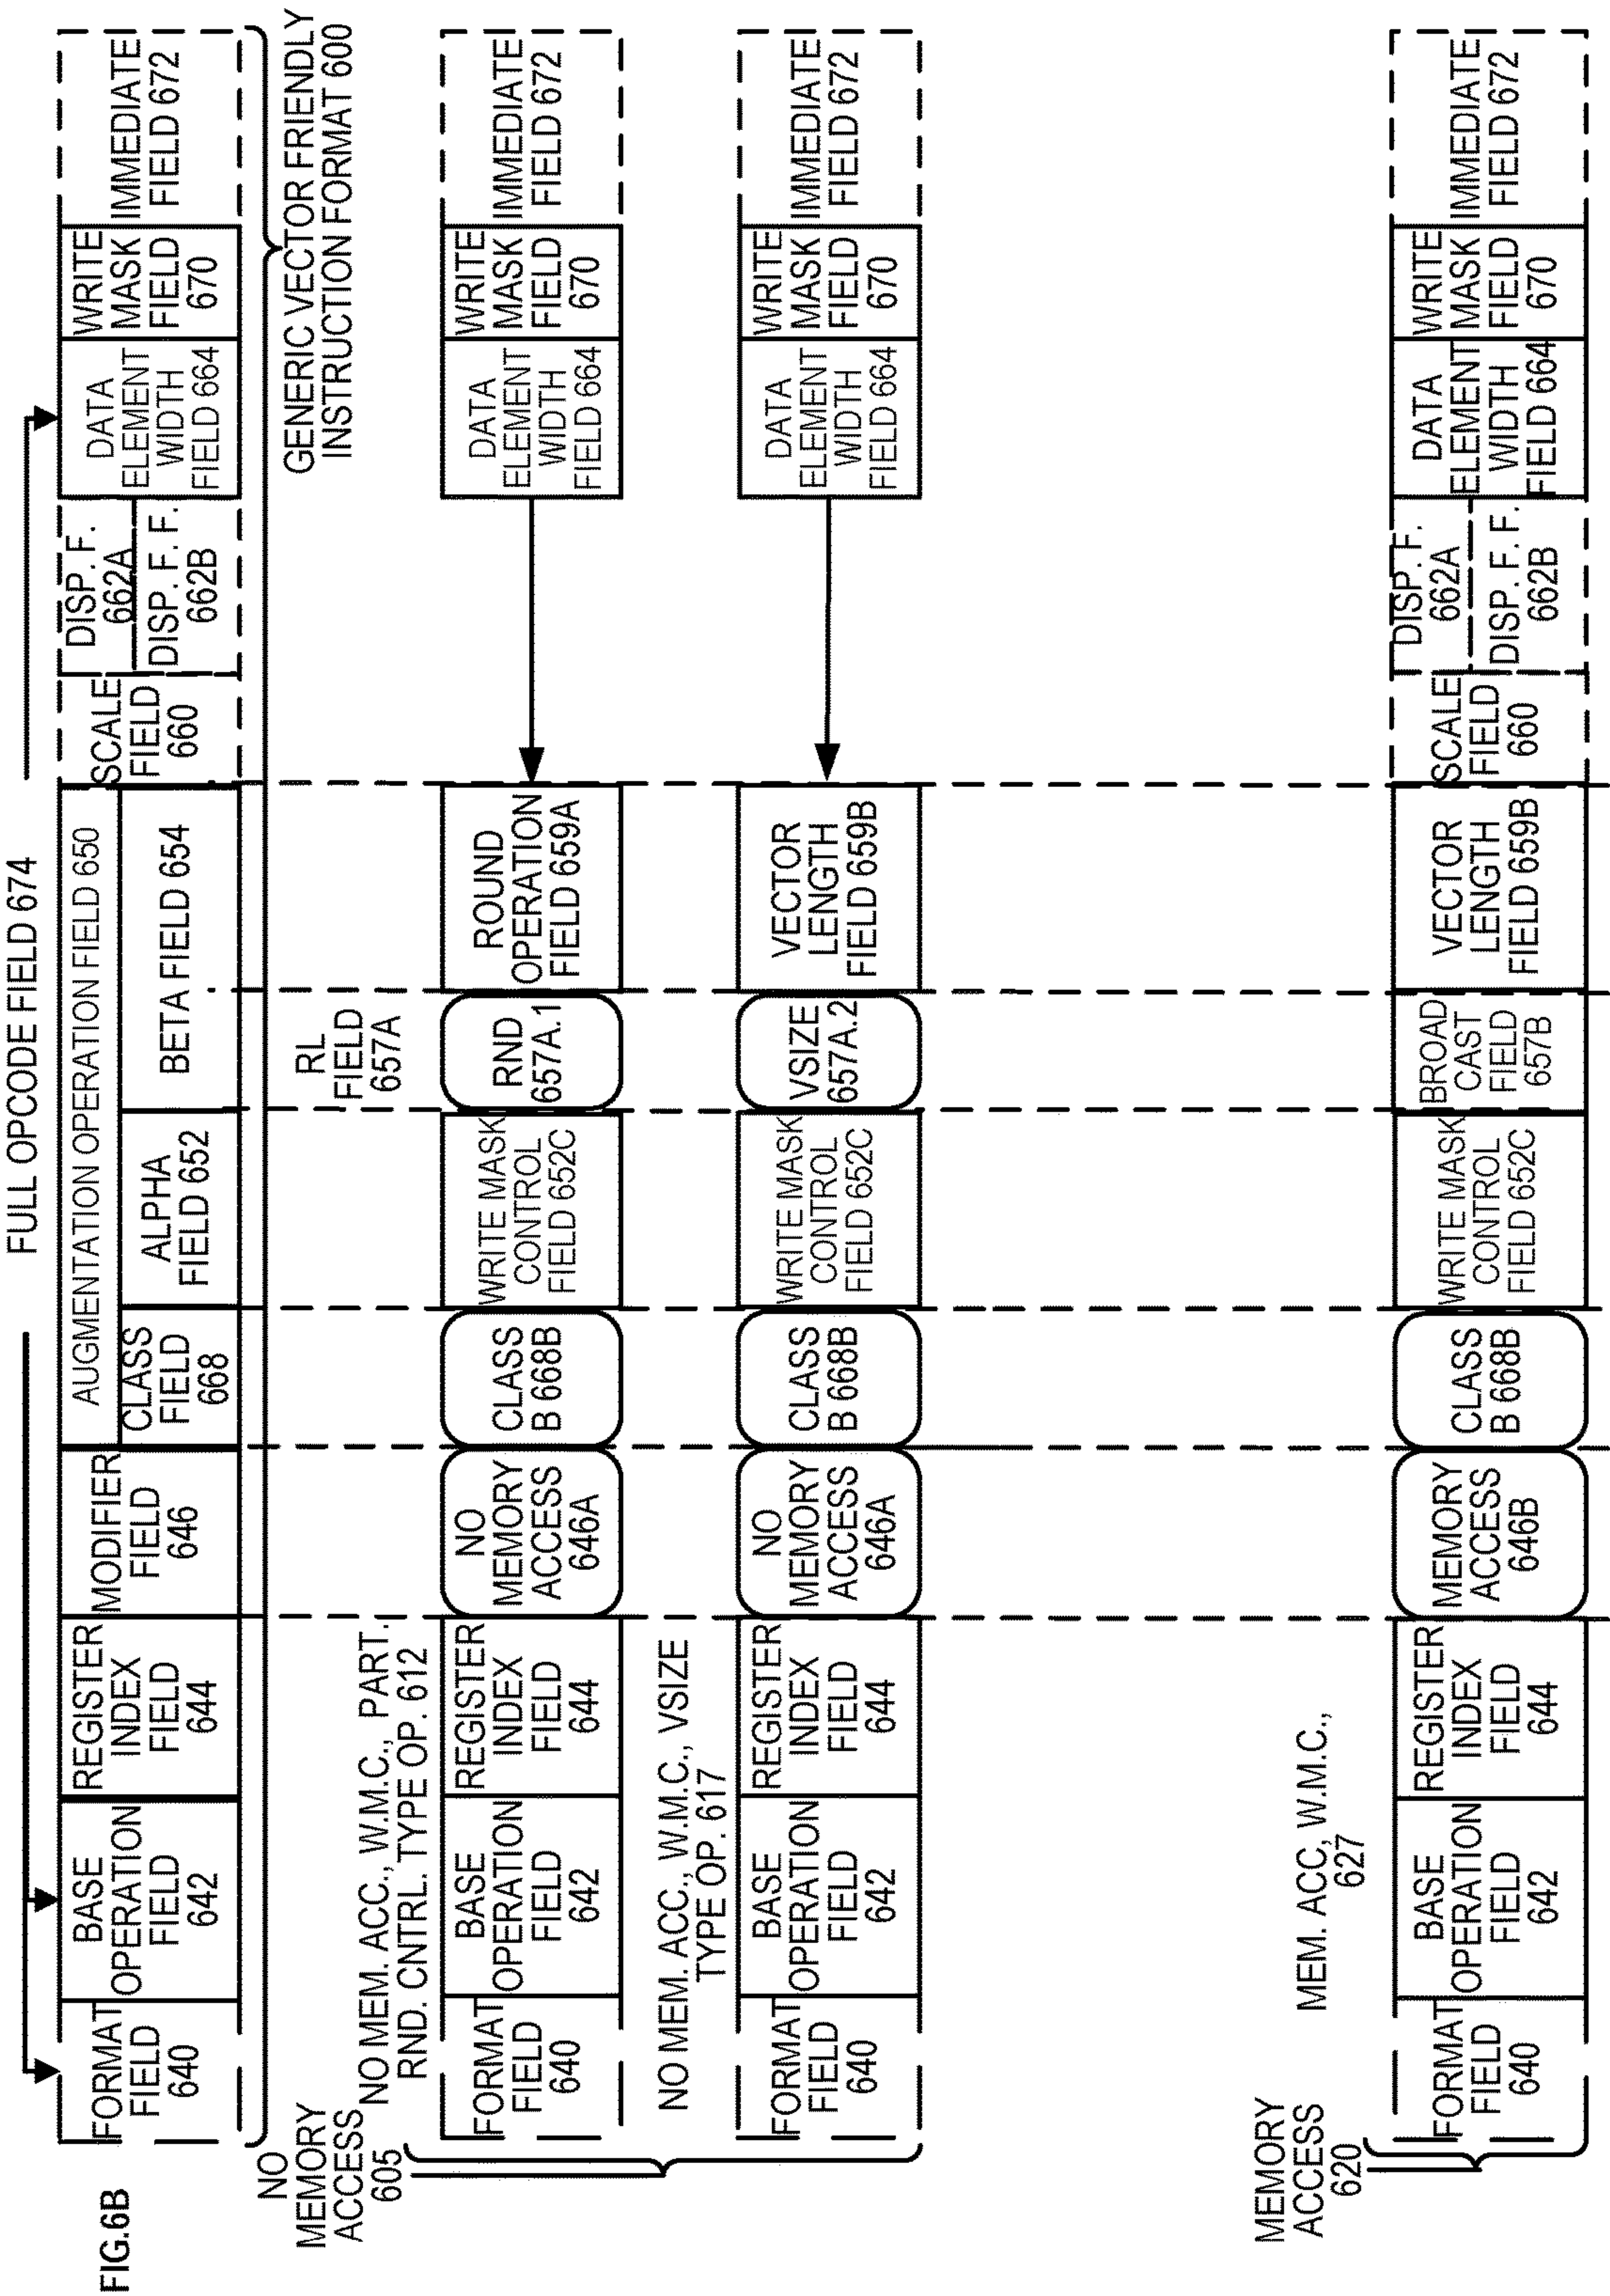 FIG.6B
FULL OPCODE FIELD 674
FORMAT
FIELD
640
BASE
OPERATION
FIELD
642
REGISTER
INDEX
FIELD
644
MODIFIER
FIELD
646
AUGMENTATION OPERATION FIELD 650
CLASS
FIELD
668
ALPHA
FIELD 652
BETA FIELD 654
SCALE
FIELD
660
DISP. F.
662A
DISP. F. F.
662B
DATA
ELEMENT
WIDTH
FIELD 664
WRITE
MASK
FIELD
670
IMMEDIATE
FIELD 672
GENERIC VECTOR FRIENDLY
INSTRUCTION FORMAT 600
NO
MEMORY
ACCESS
605
NO MEM. ACC., W.M.C., PART.
RND. CNTRL. TYPE OP. 612
RL
FIELD
657A
FORMAT
FIELD
640
BASE
OPERATION
FIELD
642
REGISTER
INDEX
FIELD
644
NO
MEMORY
ACCESS
646A
CLASS
B 668B
WRITE MASK
CONTROL
FIELD 652C
RND
657A.1
ROUND
OPERATION
FIELD 659A
DATA
ELEMENT
WIDTH
FIELD 664
WRITE
MASK
FIELD
670
IMMEDIATE
FIELD 672
NO MEM. ACC., W.M.C., VSIZE
TYPE OP. 617
FORMAT
FIELD
640
BASE
OPERATION
FIELD
642
REGISTER
INDEX
FIELD
644
NO
MEMORY
ACCESS
646A
CLASS
B 668B
WRITE MASK
CONTROL
FIELD 652C
VSIZE
657A.2
VECTOR
LENGTH
FIELD 659B
DATA
ELEMENT
WIDTH
FIELD 664
WRITE
MASK
FIELD
670
IMMEDIATE
FIELD 672
MEMORY
ACCESS
620
MEM. ACC, W.M.C.,
627
FORMAT
FIELD
640
BASE
OPERATION
FIELD
642
REGISTER
INDEX
FIELD
644
MEMORY
ACCESS
646B
CLASS
B 668B
WRITE MASK
CONTROL
FIELD 652C
BROAD
CAST
FIELD
657B
VECTOR
LENGTH
FIELD 659B
SCALE
FIELD
660
DISP. F.
662A
DISP. F. F.
662B
DATA
ELEMENT
WIDTH
FIELD 664
WRITE
MASK
FIELD
670
IMMEDIATE
FIELD 672